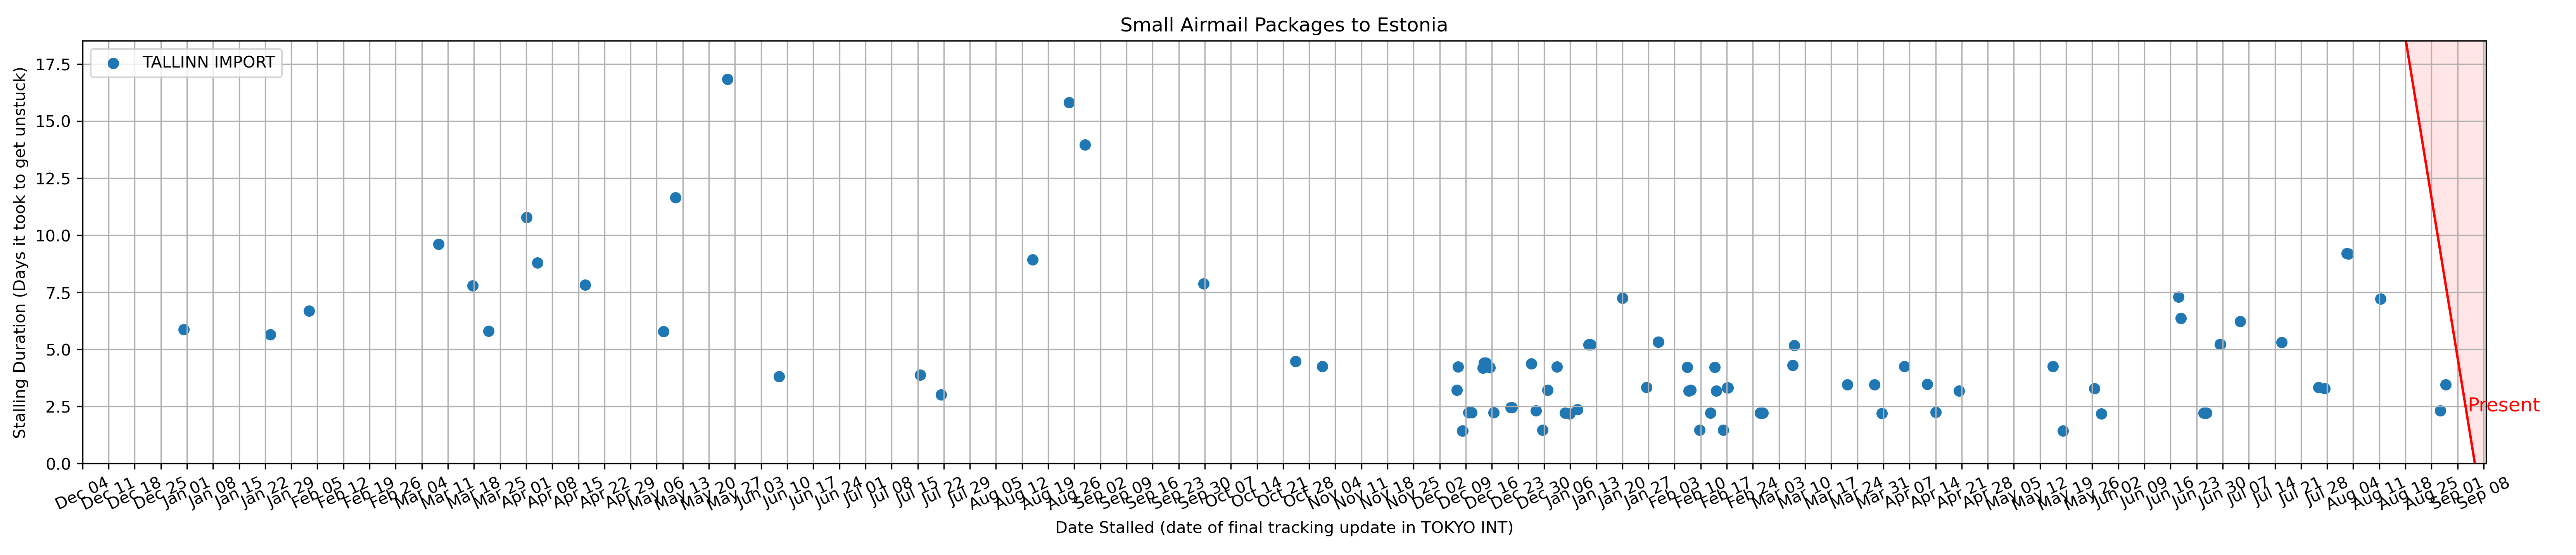 Small Airmail Packages to Estonia
TALLINN IMPORT
Stalling Duration (Days it took to get unstuck)
17.5
15.0
12.5
10.0
7.5
5.0
2.5
0.0
Present
Dec 04 Dec 11 Dec 18 Dec 25 Jan 01 Jan 08 Jan 15 Jan 22 Jan 29 Feb 05 Feb 12 Feb 19 Feb 26 Mar 04 Mar 11 Mar 18 Mar 25 Apr 01 Apr 08 Apr 15 Apr 22 Apr 29 May 06 May 13 May 20 May 27 Jun 03 Jun 10 Jun 17 Jun 24 Jul 01 Jul 08 Jul 15 Jul 22 Jul 29 Aug 05 Aug 12 Aug 19 Aug 26 Sep 02 Sep 09 Sep 16 Sep 23 Sep 30 Oct 07 Oct 14 Oct 21 Oct 28 Nov 04 Nov 11 Nov 18 Nov 25 Dec 02 Dec 09 Dec 16 Dec 23 Dec 30 Jan 06 Jan 13 Jan 20 Jan 27 Feb 03 Feb 10 Feb 17 Feb 24 Mar 03 Mar 10 Mar 17 Mar 24 Mar 31 Apr 07 Apr 14 Apr 21 Apr 28 May 05 May 12 May 19 May 26 Jun 02 Jun 09 Jun 16 Jun 23 Jun 30 Jul 07 Jul 14 Jul 21 Jul 28 Aug 04 Aug 11 Aug 18 Aug 25 Sep 01 Sep 08
Date Stalled (date of final tracking update in TOKYO INT)